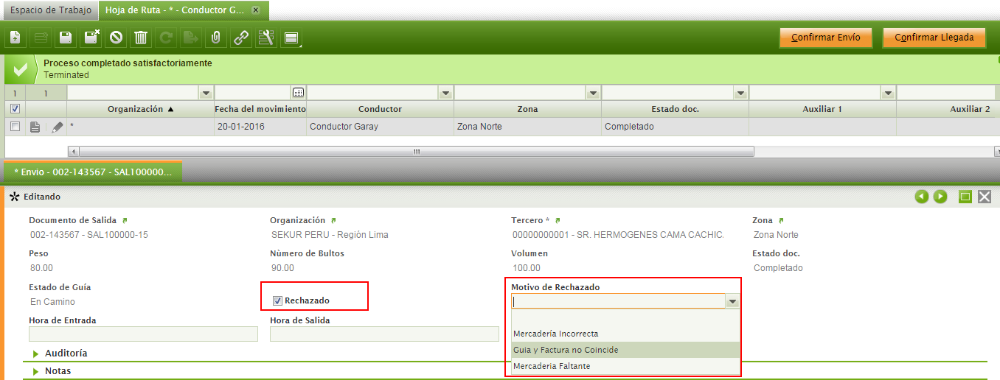 Espacio de Trabajo
Hoja de Ruta - * - Conductor G...
Confirmar Envío
Confirmar Llegada
Proceso completado satisfactoriamente
Terminated
1 1
Organización Fecha del movimiento Conductor Zona Estado doc. Auxiliar 1 Auxiliar 2
* 20-01-2016 Conductor Garay Zona Norte Completado
* Envio - 002-143567 - SAL100000...
Editando
Documento de Salida Organización Tercero * Zona
002-143567 - SAL100000-15 SEKUR PERU - Región Lima 00000000001 - SR. HERMOGENES CAMA CACHIC. Zona Norte
Peso Nùmero de Bultos Volumen Estado doc.
80.00 90.00 100.00 Completado
Estado de Guía Motivo de Rechazado
En Camino Rechazado
Hora de Entrada Hora de Salida
Mercadería Incorrecta
Guia y Factura no Coincide
Mercaderia Faltante
Auditoría
Notas